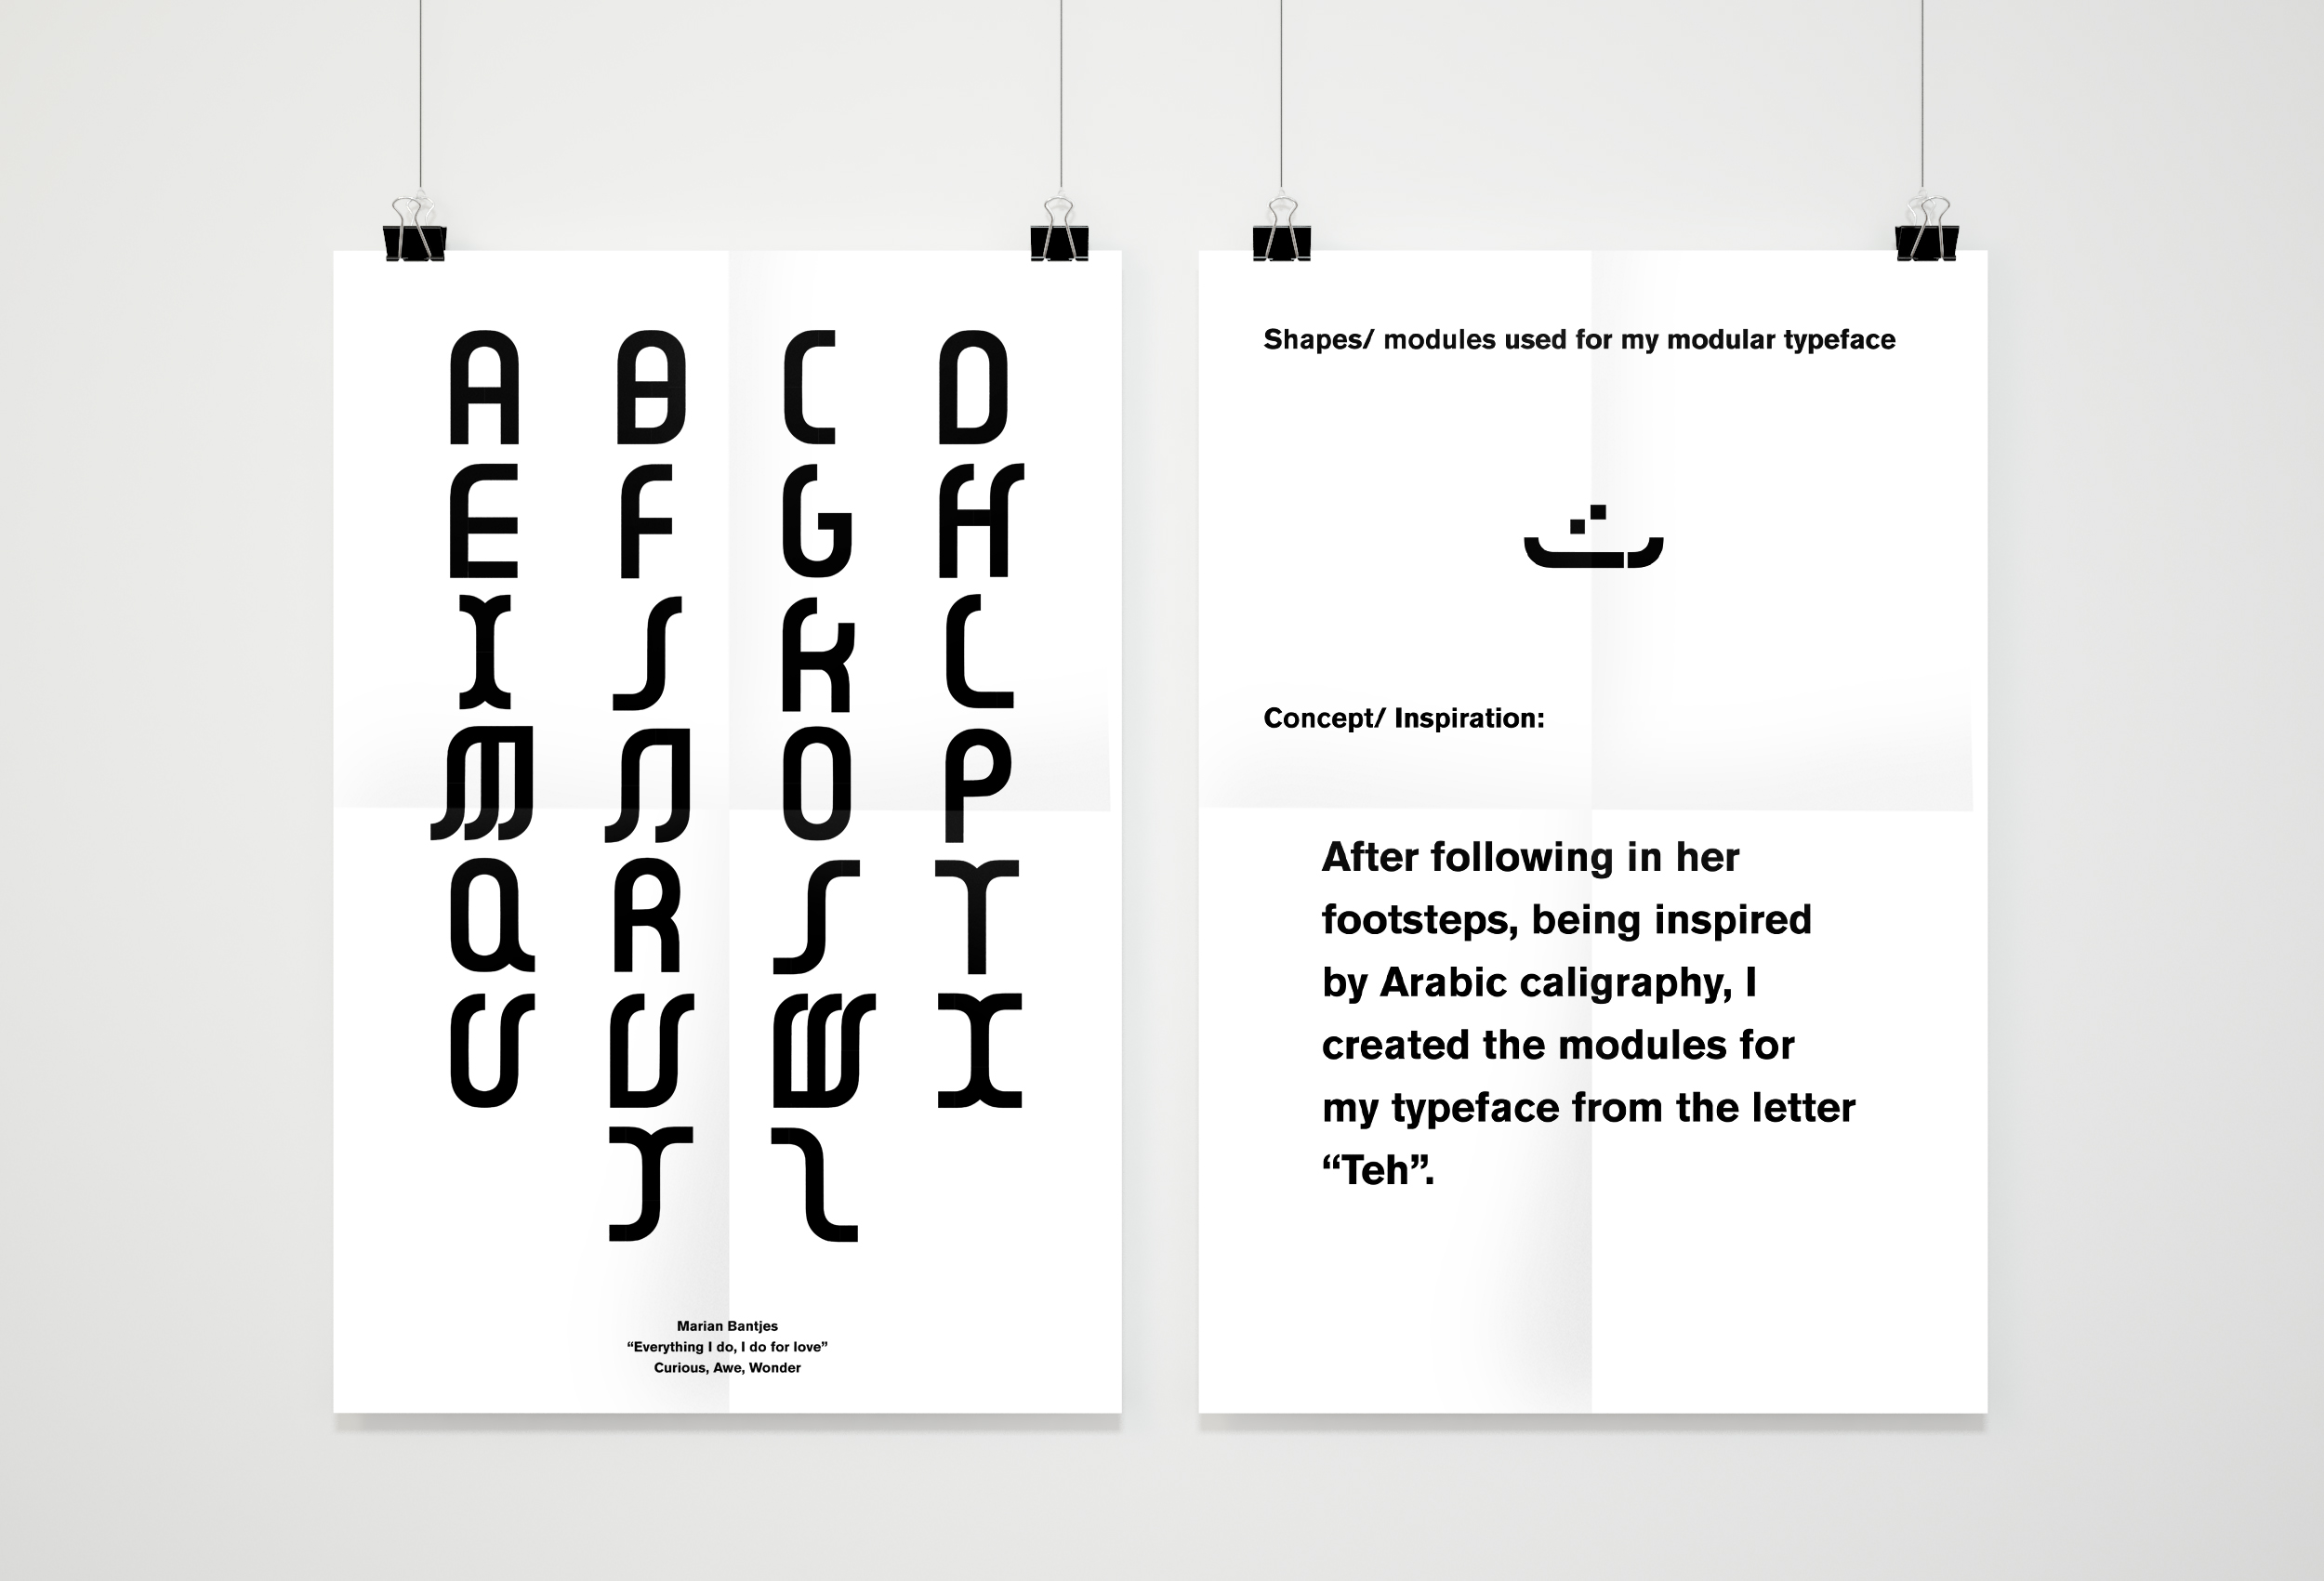 A B C D
E F G H
I J K L
M N O P
Q R S T
U V W X
Y Z
Marian Bantjes
“Everything I do, I do for love”
Curious, Awe, Wonder
Shapes/ modules used for my modular typeface
ت
Concept/ Inspiration:
After following in her
footsteps, being inspired
by Arabic caligraphy, I
created the modules for
my typeface from the letter
“Teh”.